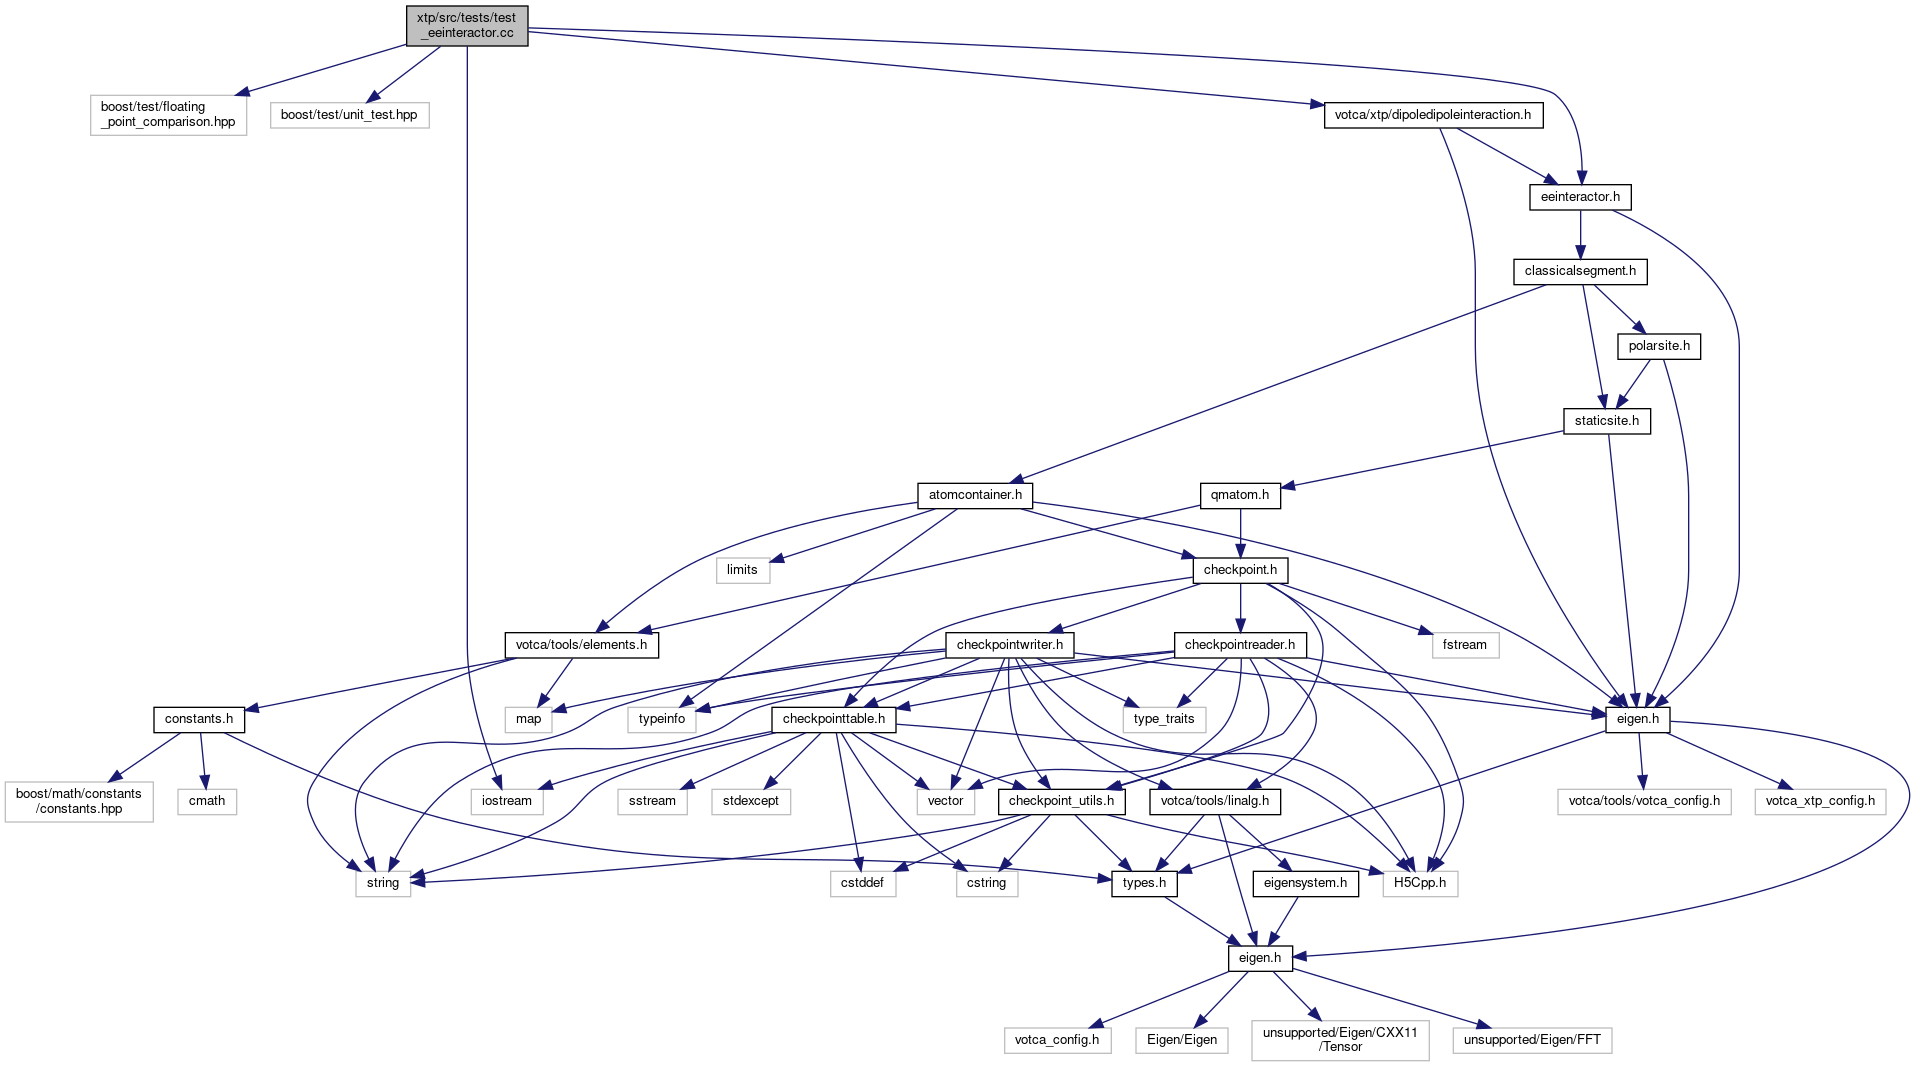 xtp/src/tests/test
_eeinteractor.cc
boost/test/floating
_point_comparison.hpp
boost/test/unit_test.hpp
votca/xtp/dipoledipoleinteraction.h
eeinteractor.h
classicalsegment.h
polarsite.h
staticsite.h
atomcontainer.h
qmatom.h
limits
checkpoint.h
votca/tools/elements.h
checkpointwriter.h
checkpointreader.h
fstream
constants.h
map
typeinfo
checkpointtable.h
type_traits
eigen.h
boost/math/constants
/constants.hpp
cmath
iostream
sstream
stdexcept
vector
checkpoint_utils.h
votca/tools/linalg.h
votca/tools/votca_config.h
votca_xtp_config.h
string
cstddef
cstring
types.h
eigensystem.h
H5Cpp.h
eigen.h
votca_config.h
Eigen/Eigen
unsupported/Eigen/CXX11
/Tensor
unsupported/Eigen/FFT